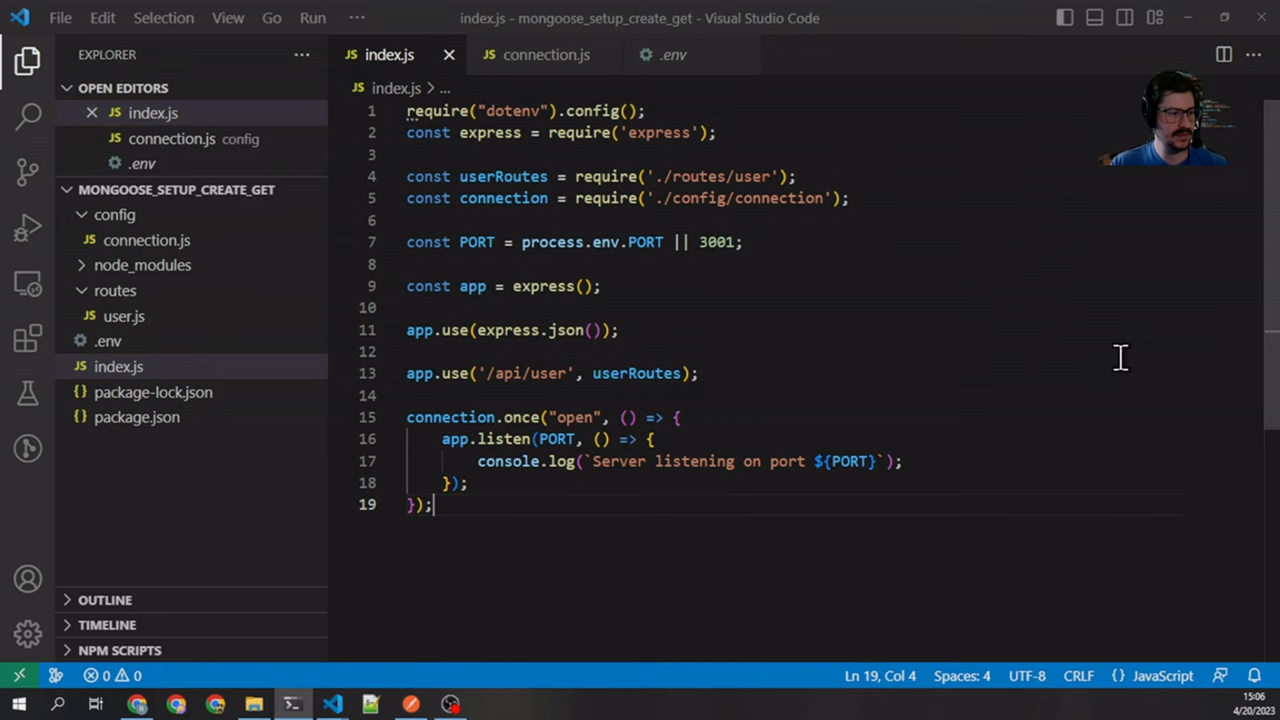 File Edit Selection View Go Run ··· index.js - mongoose_setup_create_get - Visual Studio Code
EXPLORER ···
OPEN EDITORS
JS index.js
JS connection.js config
.env
MONGOOSE_SETUP_CREATE_GET
config
JS connection.js
node_modules
routes
JS user.js
.env
JS index.js
{} package-lock.json
{} package.json
OUTLINE
TIMELINE
NPM SCRIPTS
JS index.js JS connection.js .env
JS index.js > ...
1 require("dotenv").config();
2 const express = require('express');
3
4 const userRoutes = require('./routes/user');
5 const connection = require('./config/connection');
6
7 const PORT = process.env.PORT || 3001;
8
9 const app = express();
10
11 app.use(express.json());
12
13 app.use('/api/user', userRoutes);
14
15 connection.once("open", () => {
16 app.listen(PORT, () => {
17 console.log(`Server listening on port ${PORT}`);
18 });
19 });
0 0 Ln 19, Col 4 Spaces: 4 UTF-8 CRLF {} JavaScript
15:06
4/20/2023